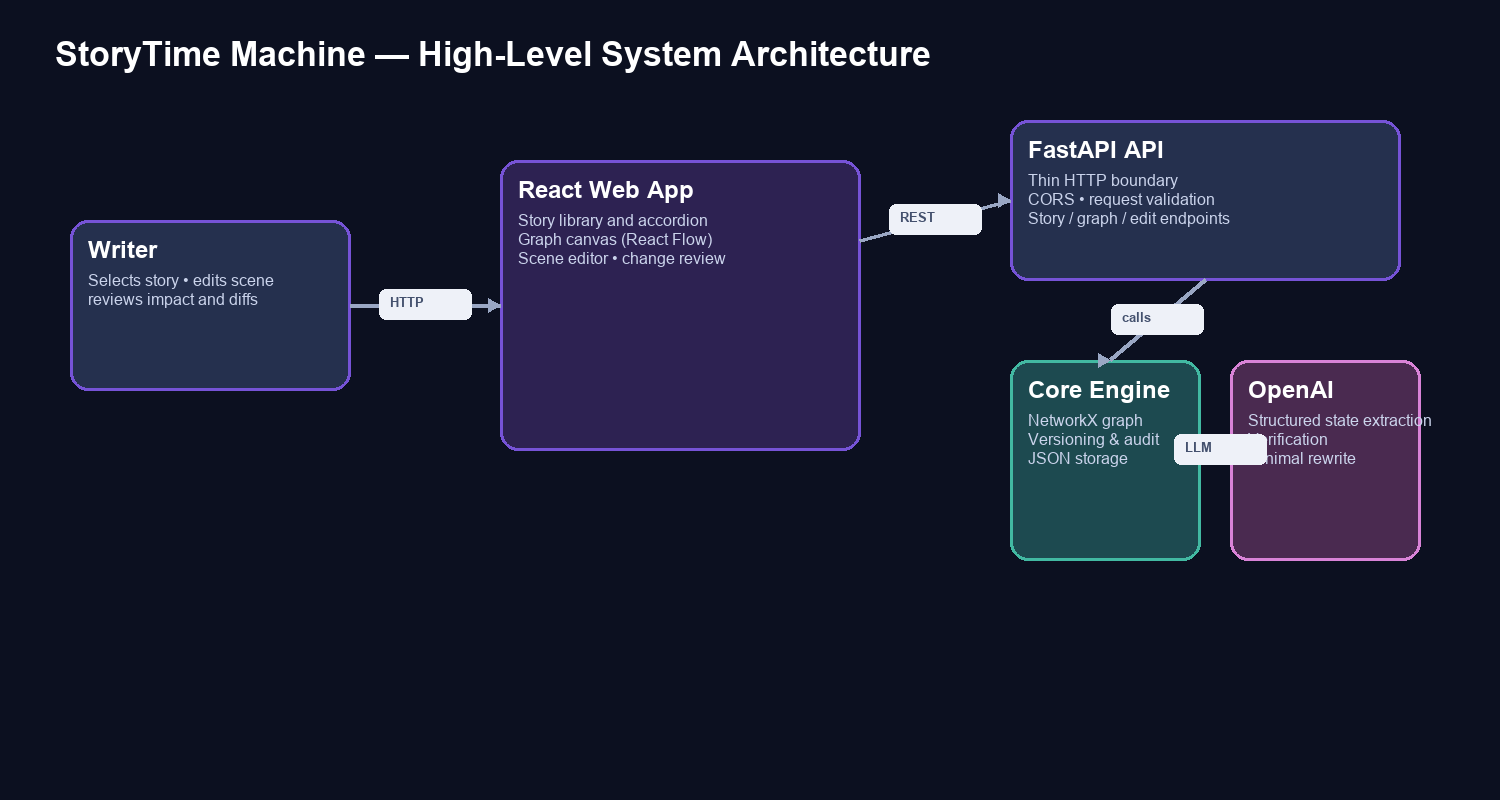 StoryTime Machine — High-Level System Architecture
Writer
Selects story • edits scene
reviews impact and diffs
HTTP
React Web App
Story library and accordion
Graph canvas (React Flow)
Scene editor • change review
REST
FastAPI API
Thin HTTP boundary
CORS • request validation
Story / graph / edit endpoints
calls
Core Engine
NetworkX graph
Versioning & audit
JSON storage
LLM
OpenAI
Structured state extraction
rewrite